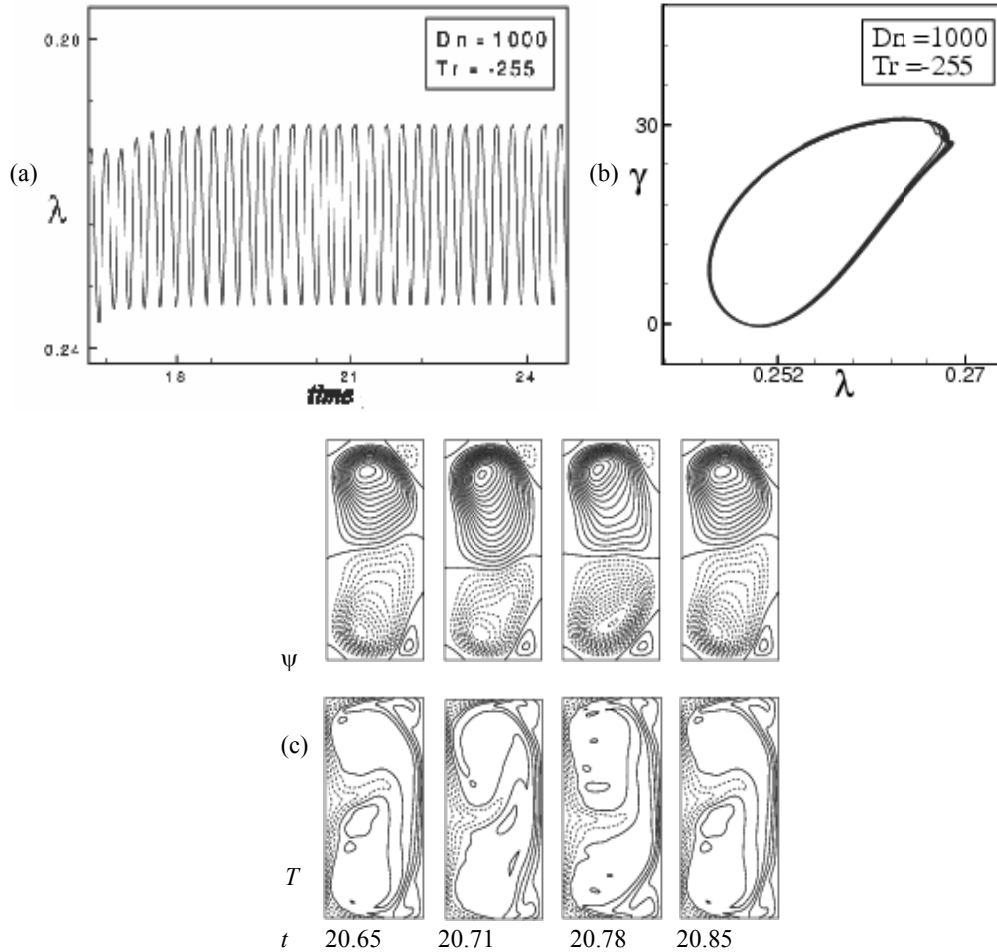 0.28
Dn = 1000
Tr = -255
(a)
λ
0.24
18
21
24
time
Dn =1000
Tr =-255
30
(b)
γ
0
0.252
λ
0.27
ψ
(c)
T
t 20.65 20.71 20.78 20.85